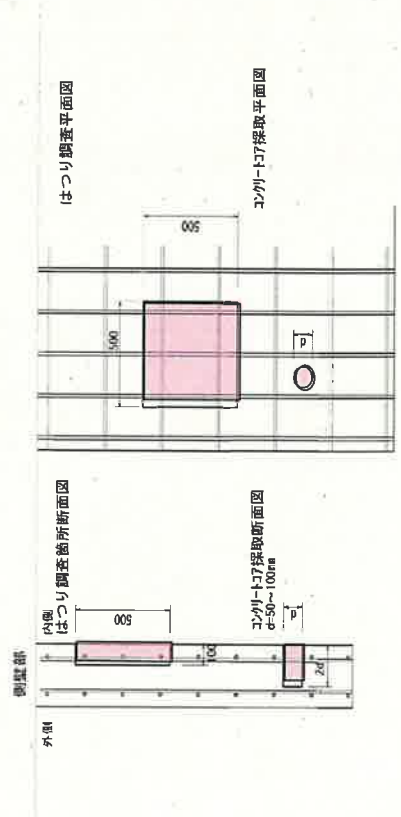 側壁部
外側
内側
はつり調査箇所断面図
500
100
コンクリートコア採取断面図
d=50～100mm
d
2d
はつり調査平面図
500
500
コンクリートコア採取平面図
d